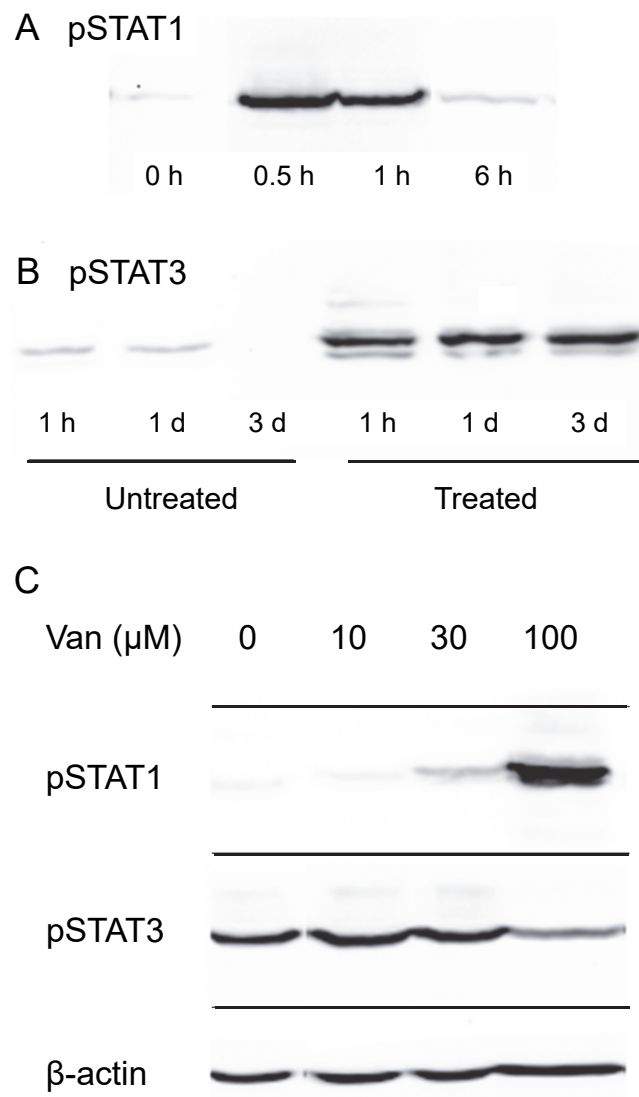 A pSTAT1
0 h 0.5 h 1 h 6 h
B pSTAT3
1 h 1 d 3 d 1 h 1 d 3 d
Untreated Treated
C
Van (µM) 0 10 30 100
pSTAT1
pSTAT3
β-actin